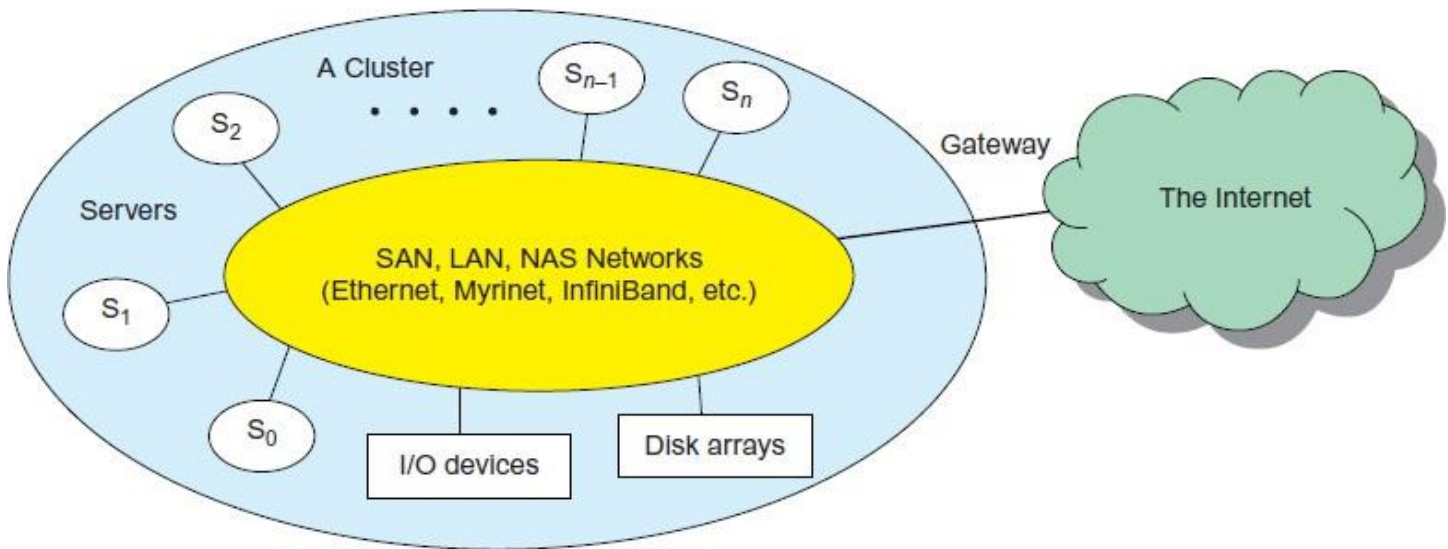 A Cluster
S₂
. . . .
Sₙ₋₁
Sₙ
Gateway
The Internet
Servers
SAN, LAN, NAS Networks
(Ethernet, Myrinet, InfiniBand, etc.)
S₁
S₀
I/O devices
Disk arrays